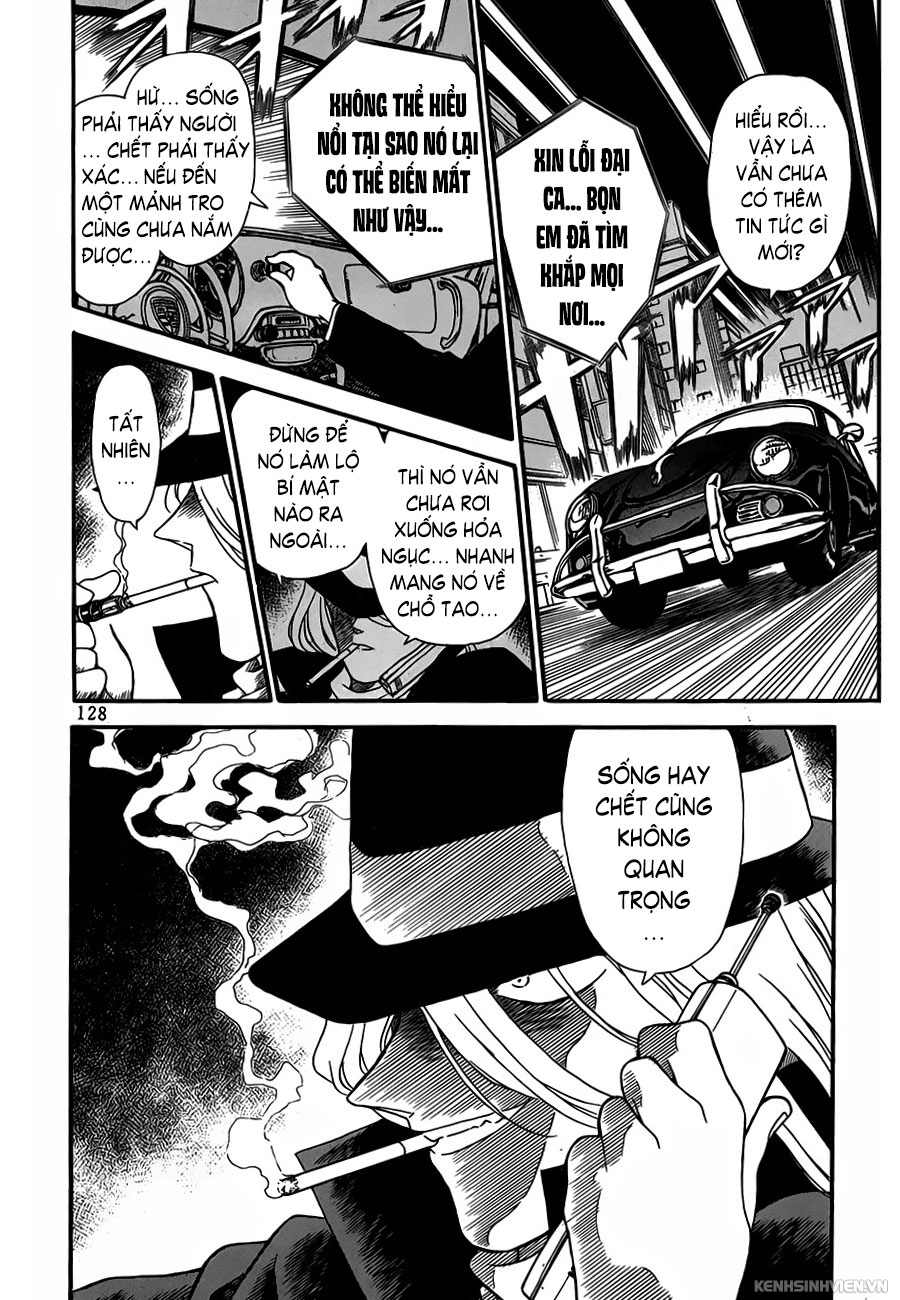 HIỂU RỒI...
VẬY LÀ
VẪN CHƯA
CÓ THÊM
TIN TỨC GÌ
MỚI?
XIN LỖI ĐẠI
CA... BỌN
EM ĐÃ TÌM
KHẮP MỌI
NƠI...
KHÔNG THỂ HIỂU
NỔI TẠI SAO NÓ LẠI
CÓ THỂ BIẾN MẤT
NHƯ VẬY...
HỪ... SỐNG
PHẢI THẤY NGƯỜI
... CHẾT PHẢI THẤY
XÁC... NẾU ĐẾN
MỘT MẢNH TRO
CŨNG CHƯA NẮM
ĐƯỢC...
THÌ NÓ VẪN
CHƯA RƠI
XUỐNG HỎA
NGỤC... NHANH
MANG NÓ VỀ
CHỖ TAO...
ĐỪNG ĐỂ
NÓ LÀM LỘ
BÍ MẬT
NÀO RA
NGOÀI...
TẤT
NHIÊN
...
128
SỐNG HAY
CHẾT CŨNG
KHÔNG
QUAN
TRỌNG
...
KENHSINHVIEN.VN